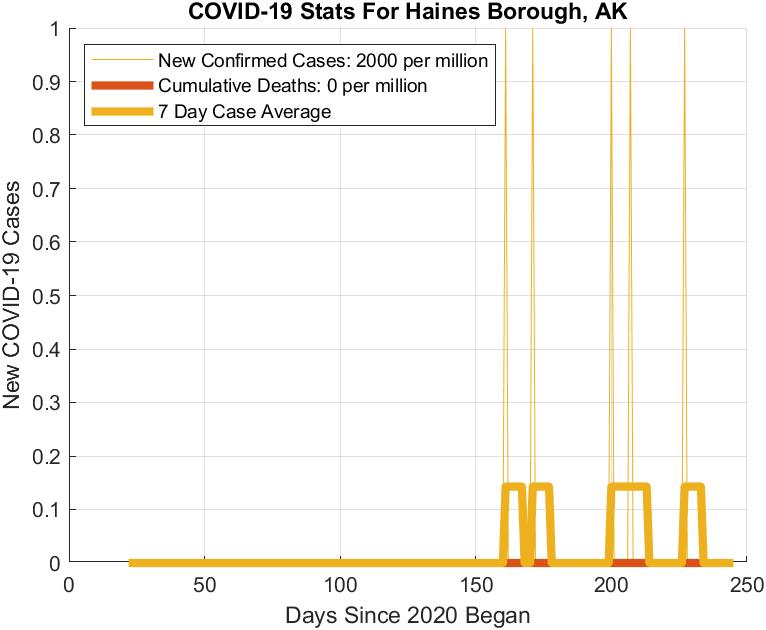 COVID-19 Stats For Haines Borough, AK
1
0.9
0.8
0.7
0.6
0.5
0.4
0.3
0.2
0.1
0
New COVID-19 Cases
New Confirmed Cases: 2000 per million
Cumulative Deaths: 0 per million
7 Day Case Average
0 50 100 150 200 250
Days Since 2020 Began